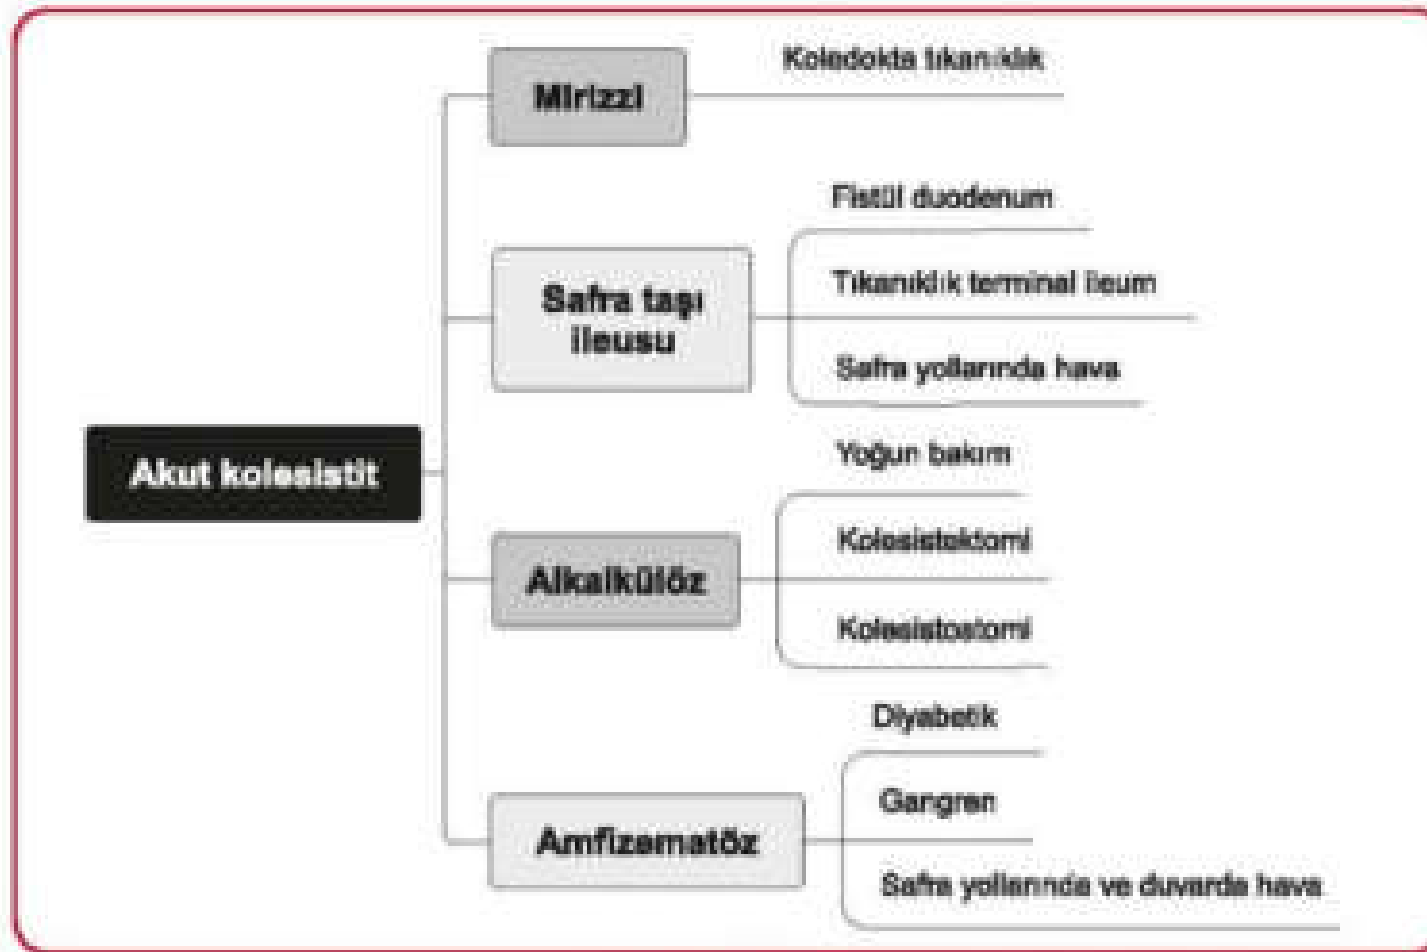 Akut kolesistit
Mirizzi
Koledokta tıkanıklık
Safra taşı
ileusu
Fistül duodenum
Tıkanıklık terminal ileum
Safra yollarında hava
Alkalkülöz
Yoğun bakım
Kolesistektomi
Kolesistostomi
Amfizematöz
Diyabetik
Gangren
Safra yollarında ve duvarda hava